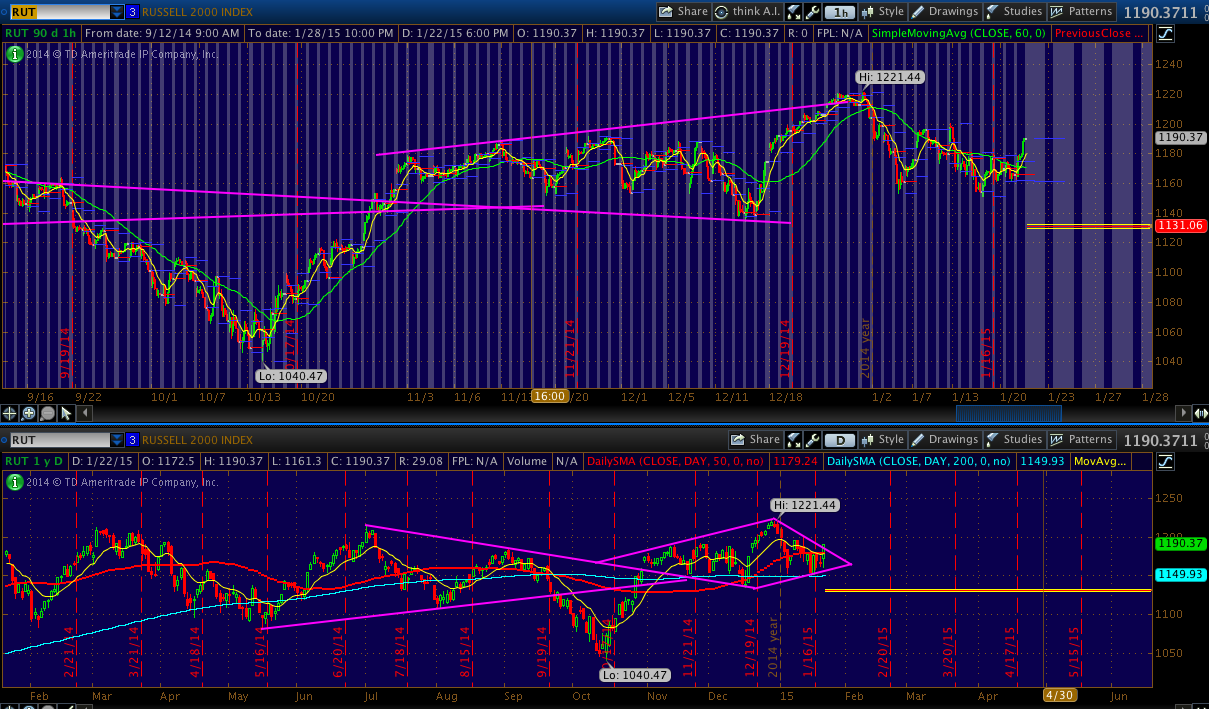 RUT 3 RUSSELL 2000 INDEX Share think A.I. 1h Style Drawings Studies Patterns 1190.3711
RUT 90 d 1h From date: 9/12/14 9:00 AM To date: 1/28/15 10:00 PM D: 1/22/15 6:00 PM O: 1190.37 H: 1190.37 L: 1190.37 C: 1190.37 R: 0 FPL: N/A SimpleMovingAvg (CLOSE, 60, 0) PreviousClose ...
i 2014 © TD Ameritrade IP Company, Inc.
1240
Hi: 1221.44
1220
1200
1190.37
1180
1160
1140
1131.06
1120
1100
1080
1060
1040
9/19/14
0/17/14
11/21/14
12/19/14
2014 year
1/16/15
Lo: 1040.47
9/16 9/22 10/1 10/7 10/13 10/20 11/3 11/6 11/13 16:00 /20 12/1 12/5 12/11 12/18 1/2 1/7 1/13 1/20 1/23 1/27 1/28
RUT 3 RUSSELL 2000 INDEX Share D Style Drawings Studies Patterns 1190.3711
RUT 1 y D D: 1/22/15 O: 1172.5 H: 1190.37 L: 1161.3 C: 1190.37 R: 29.08 FPL: N/A Volume N/A DailySMA (CLOSE, DAY, 50, 0, no) 1179.24 DailySMA (CLOSE, DAY, 200, 0, no) 1149.93 MovAvg...
i 2014 © TD Ameritrade IP Company, Inc.
1250
Hi: 1221.44
1200
1190.37
1149.93
1100
1050
2/21/14
3/21/14
4/18/14
5/16/14
6/20/14
7/18/14
8/15/14
9/19/14
11/21/14
12/19/14
2014 year
1/16/15
2/20/15
3/20/15
4/17/15
5/15/15
Lo: 1040.47
Feb Mar Apr May Jun Jul Aug Sep Oct Nov Dec 15 Feb Mar Apr 4/30 Jun